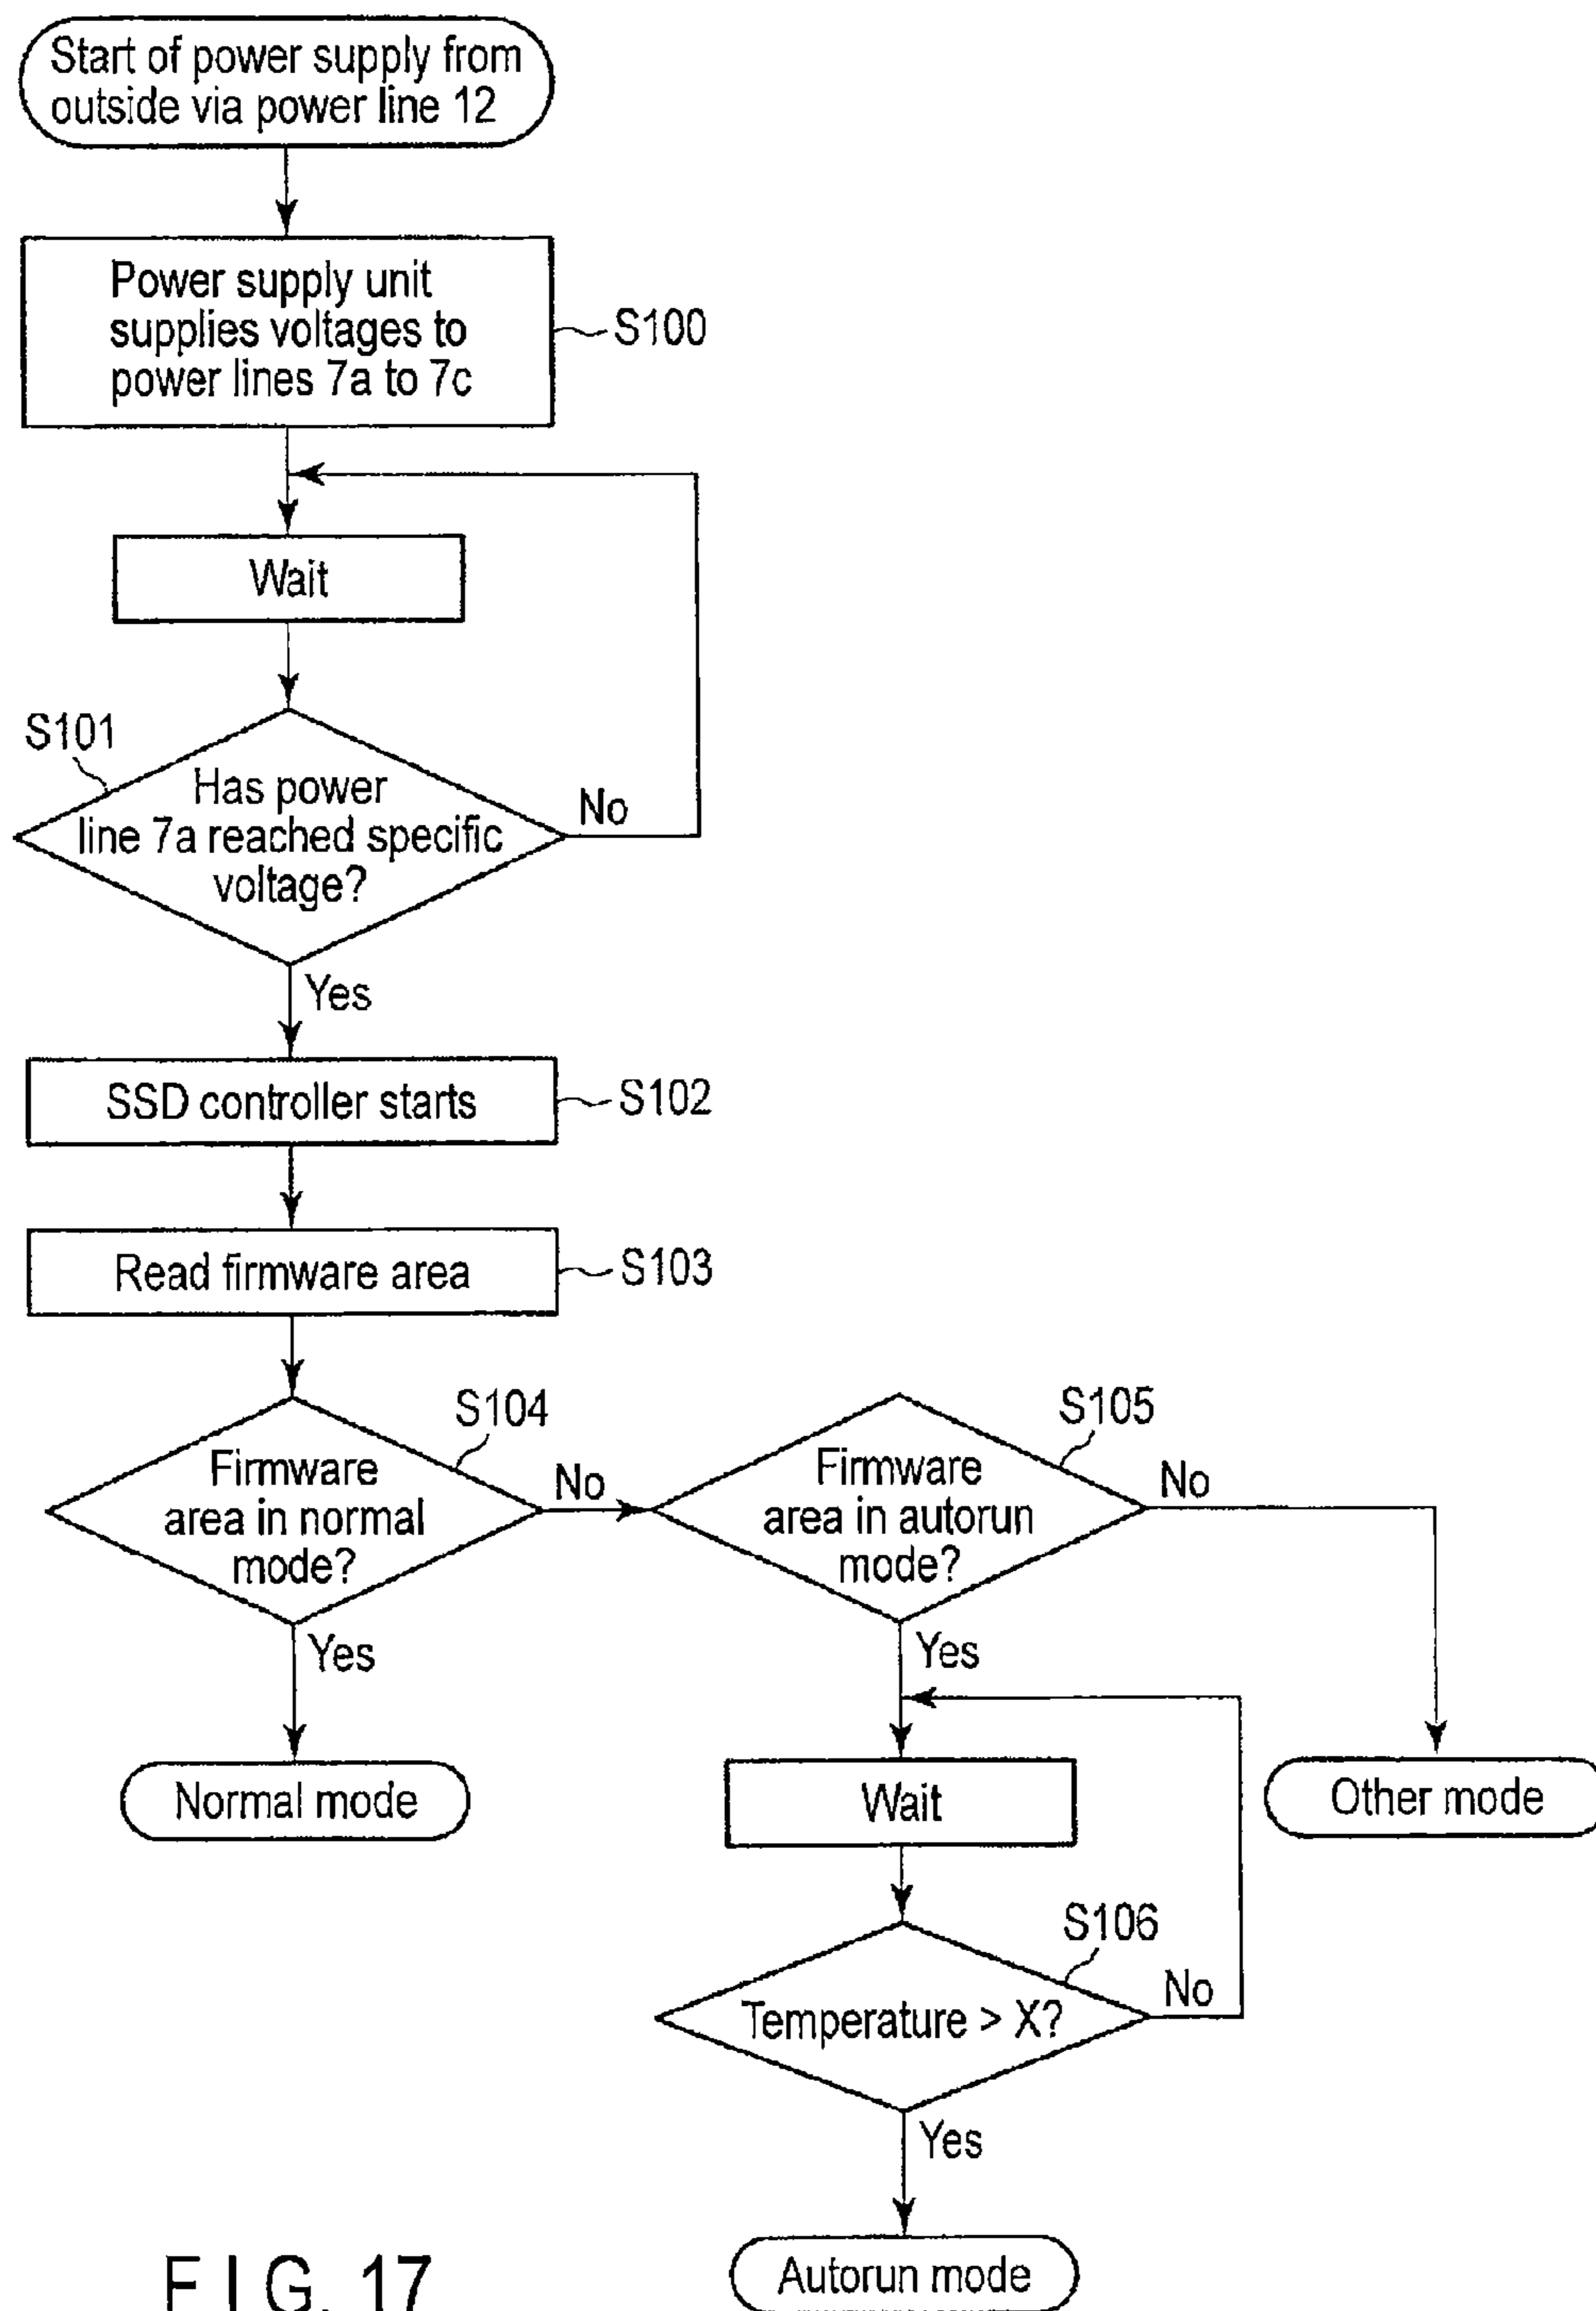 Start of power supply from
outside via power line 12
Power supply unit
supplies voltages to
power lines 7a to 7c
S100
Wait
S101
Has power
line 7a reached specific
voltage?
No
Yes
SSD controller starts
S102
Read firmware area
S103
S104
Firmware
area in normal
mode?
No
Yes
Normal mode
S105
Firmware
area in autorun
mode?
No
Yes
Other mode
Wait
S106
Temperature > X?
No
Yes
Autorun mode
FIG. 17